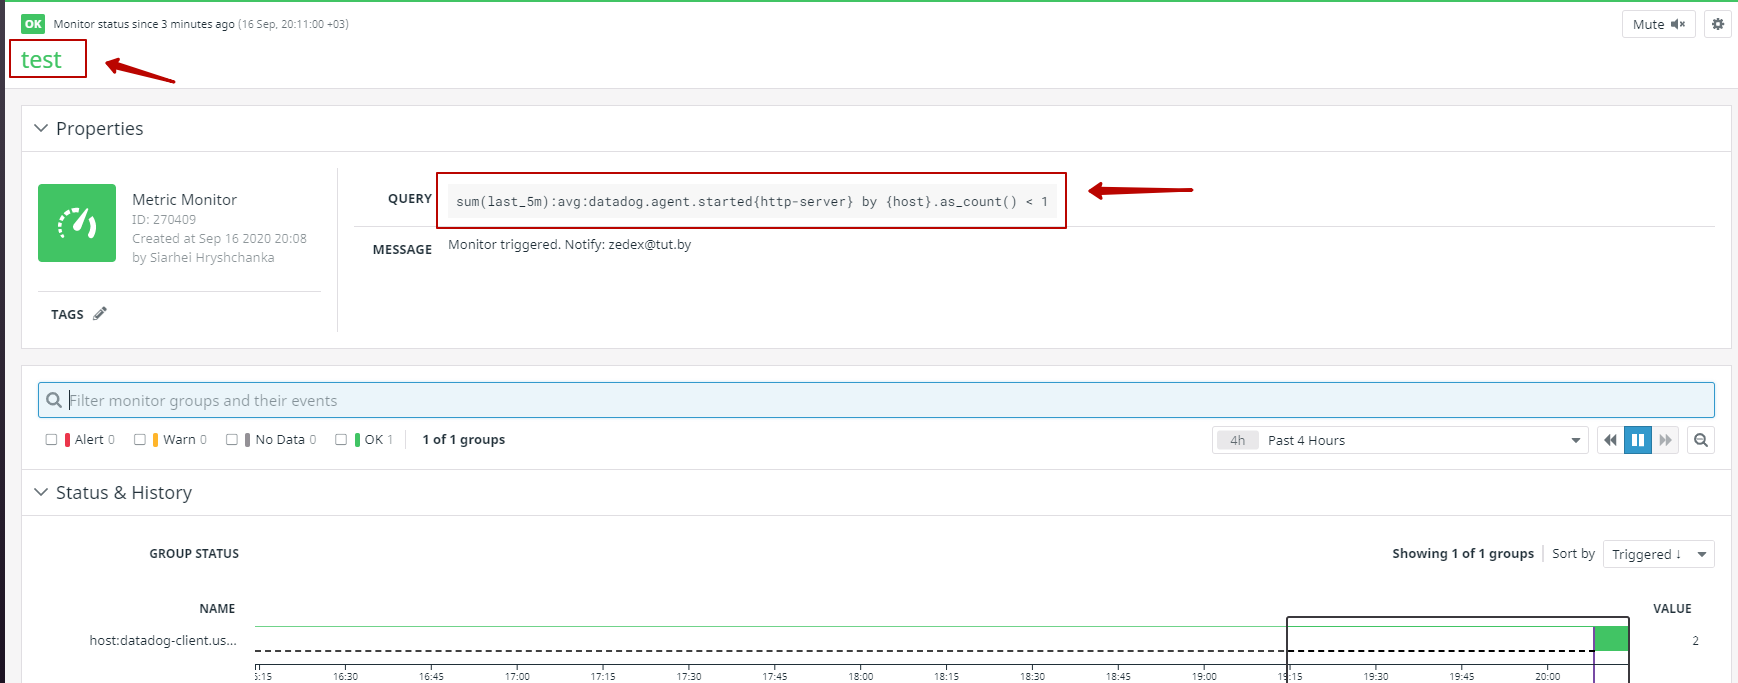 OK Monitor status since 3 minutes ago (16 Sep, 20:11:00 +03)
Mute
test
Properties
Metric Monitor
ID: 270409
Created at Sep 16 2020 20:08
by Siarhei Hryshchanka
TAGS
QUERY sum(last_5m):avg:datadog.agent.started{http-server} by {host}.as_count() < 1
MESSAGE Monitor triggered. Notify: zedex@tut.by
Filter monitor groups and their events
Alert 0 Warn 0 No Data 0 OK 1 1 of 1 groups
4h Past 4 Hours
Status & History
GROUP STATUS
Showing 1 of 1 groups Sort by Triggered ↓
NAME VALUE
host:datadog-client.us... 2
16:30 16:45 17:00 17:15 17:30 17:45 18:00 18:15 18:30 18:45 19:00 19:15 19:30 19:45 20:00